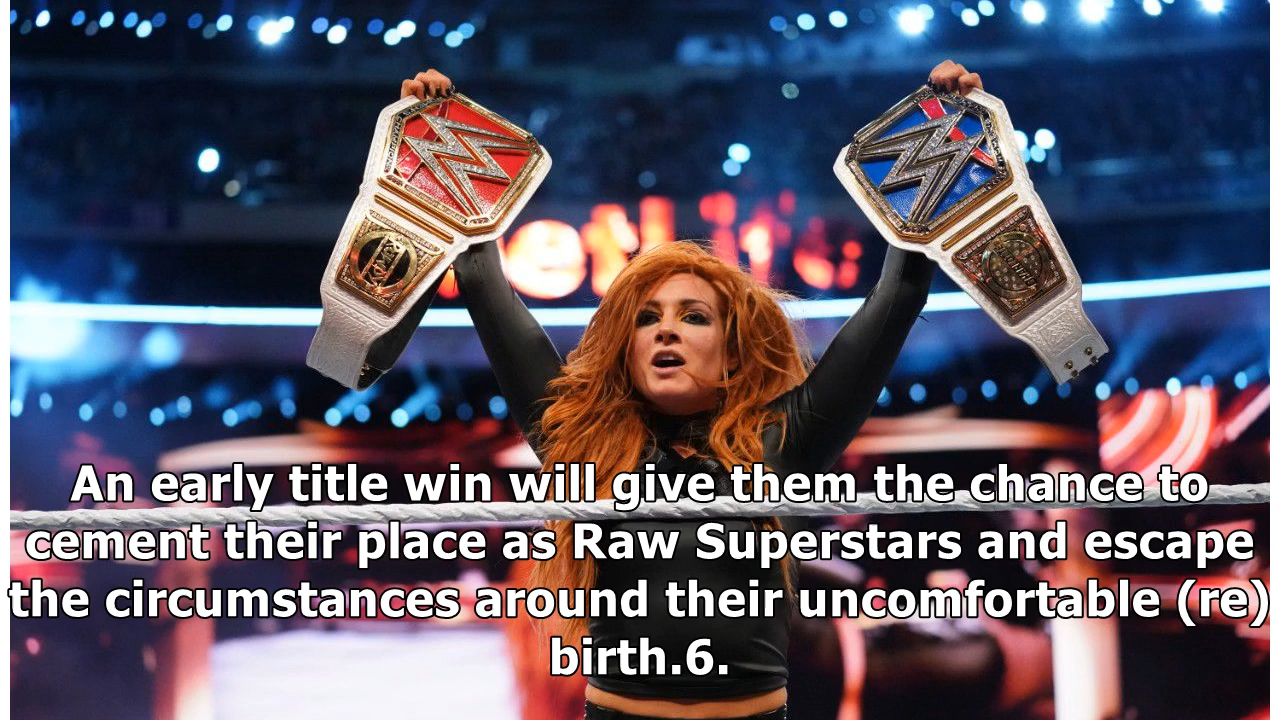 An early title win will give them the chance to
cement their place as Raw Superstars and escape
the circumstances around their uncomfortable (re)
birth.6.